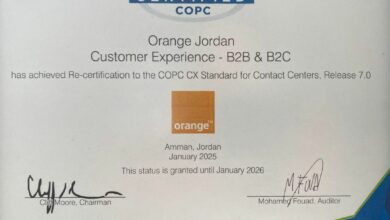 CERTIFIED
COPC
Orange Jordan
Customer Experience - B2B & B2C
has achieved Re-certification to the COPC CX Standard for Contact Centers, Release 7.0
orange™
Amman, Jordan
January 2025
This status is granted until January 2026
Moore, Chairman
Mohamed Fouad, Auditor